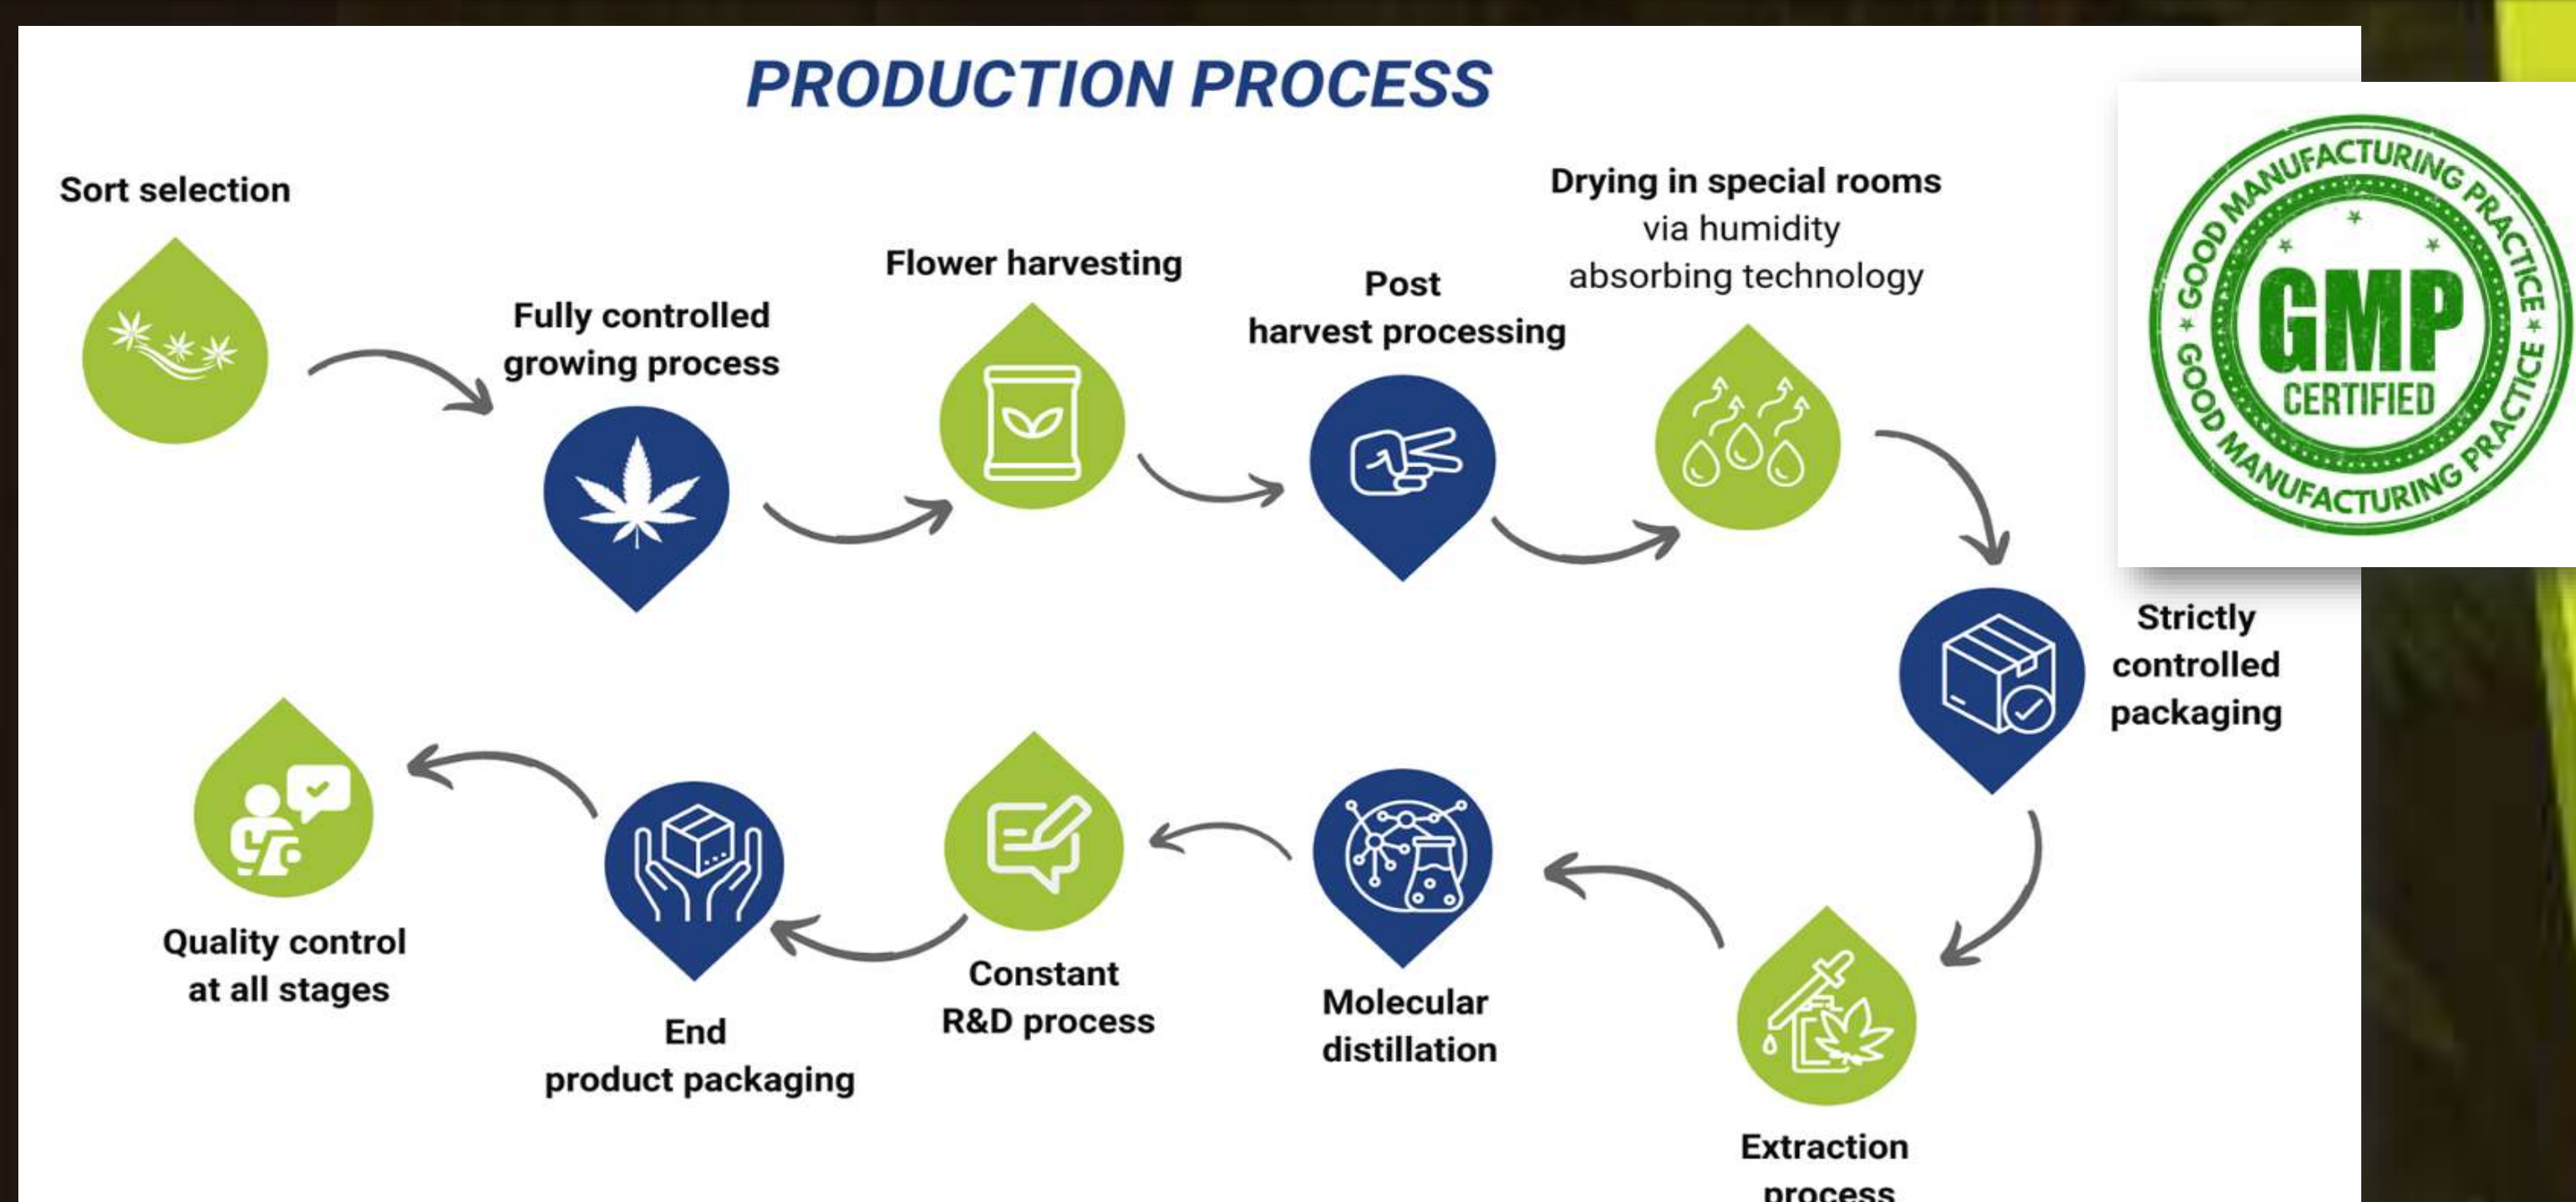 PRODUCTION PROCESS
Sort selection
Fully controlled
growing process
Flower harvesting
Post
harvest processing
Drying in special rooms
via humidity
absorbing technology
GOOD MANUFACTURING PRACTICE
GMP
CERTIFIED
GOOD MANUFACTURING PRACTICE
Strictly
controlled
packaging
Extraction
process
Molecular
distillation
Constant
R&D process
End
product packaging
Quality control
at all stages